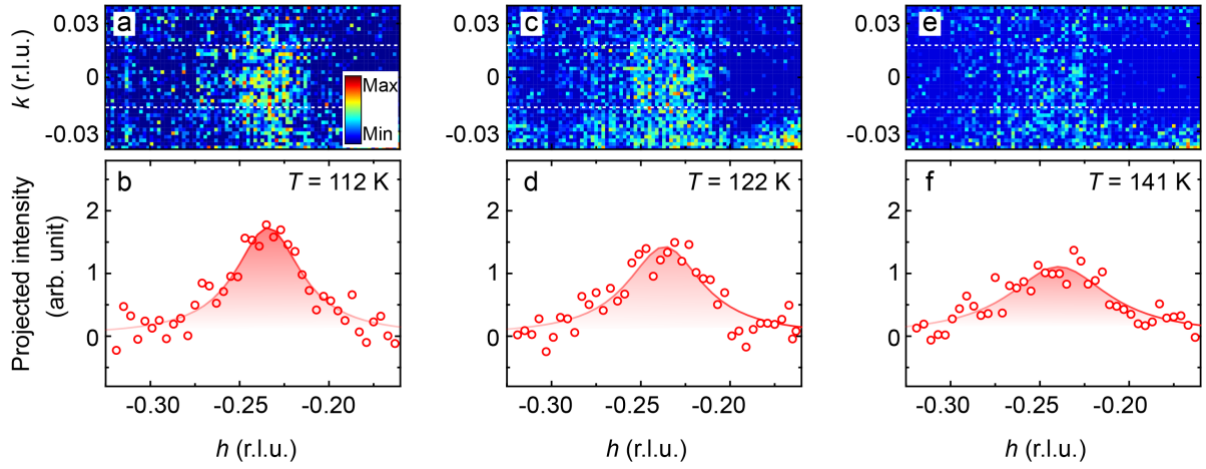 a
c
e
k (r.l.u.)
0.03
0
-0.03
0.03
0
-0.03
0.03
0
-0.03
Max
Min
b
T = 112 K
d
T = 122 K
f
T = 141 K
Projected intensity
(arb. unit)
2
1
0
2
1
0
2
1
0
-0.30 -0.25 -0.20
-0.30 -0.25 -0.20
-0.30 -0.25 -0.20
h (r.l.u.)
h (r.l.u.)
h (r.l.u.)